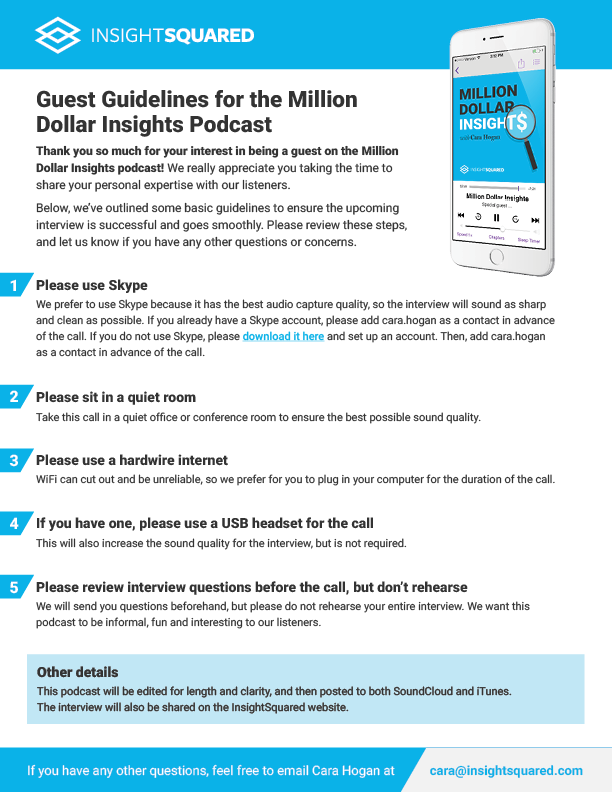 INSIGHTSQUARED
Guest Guidelines for the Million
Dollar Insights Podcast
Thank you so much for your interest in being a guest on the Million
Dollar Insights podcast! We really appreciate you taking the time to
share your personal expertise with our listeners.
Below, we've outlined some basic guidelines to ensure the upcoming
interview is successful and goes smoothly. Please review these steps,
and let us know if you have any other questions or concerns.
MILLION
DOLLAR
INSIGHT$
with Cara Hogan
INSIGHTSQUARED
Million Dollar Insights
Special guest ...
Chapters
Sleep Timer
1 Please use Skype
We prefer to use Skype because it has the best audio capture quality, so the interview will sound as sharp
and clean as possible. If you already have a Skype account, please add cara.hogan as a contact in advance
of the call. If you do not use Skype, please download it here and set up an account. Then, add cara.hogan
as a contact in advance of the call.
2 Please sit in a quiet room
Take this call in a quiet office or conference room to ensure the best possible sound quality.
3 Please use a hardwire internet
WiFi can cut out and be unreliable, so we prefer for you to plug in your computer for the duration of the call.
4 If you have one, please use a USB headset for the call
This will also increase the sound quality for the interview, but is not required.
5 Please review interview questions before the call, but don't rehearse
We will send you questions beforehand, but please do not rehearse your entire interview. We want this
podcast to be informal, fun and interesting to our listeners.
Other details
This podcast will be edited for length and clarity, and then posted to both SoundCloud and iTunes.
The interview will also be shared on the InsightSquared website.
If you have any other questions, feel free to email Cara Hogan at cara@insightsquared.com